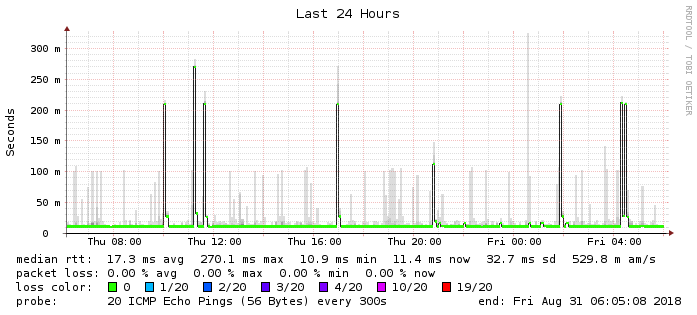 Last 24 Hours
RRDTOOL / TOBI OETIKER
Seconds
300 m
250 m
200 m
150 m
100 m
50 m
0
Thu 08:00 Thu 12:00 Thu 16:00 Thu 20:00 Fri 00:00 Fri 04:00
median rtt: 17.3 ms avg 270.1 ms max 10.9 ms min 11.4 ms now 32.7 ms sd 529.8 m am/s
packet loss: 0.00 % avg 0.00 % max 0.00 % min 0.00 % now
loss color: 0 1/20 2/20 3/20 4/20 10/20 19/20
probe: 20 ICMP Echo Pings (56 Bytes) every 300s end: Fri Aug 31 06:05:08 2018